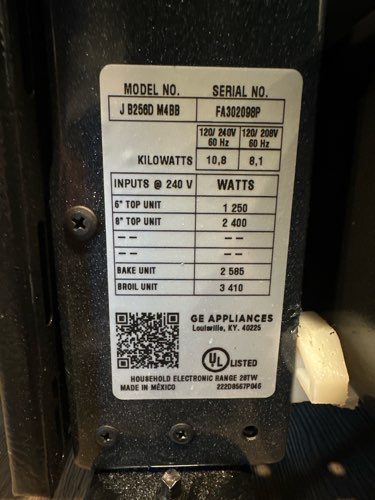 MODEL NO. SERIAL NO.
J B256D M4BB FA302098P
120/ 240V 120/ 208V
60 Hz 60 Hz
KILOWATTS 10,8 8,1
INPUTS @ 240 V WATTS
6" TOP UNIT 1 250
8" TOP UNIT 2 400
-- --
-- --
BAKE UNIT 2 585
BROIL UNIT 3 410
GE APPLIANCES
Louisville, KY. 40225
UL LISTED
HOUSEHOLD ELECTRONIC RANGE 28TW
MADE IN MÉXICO 222D8567P046